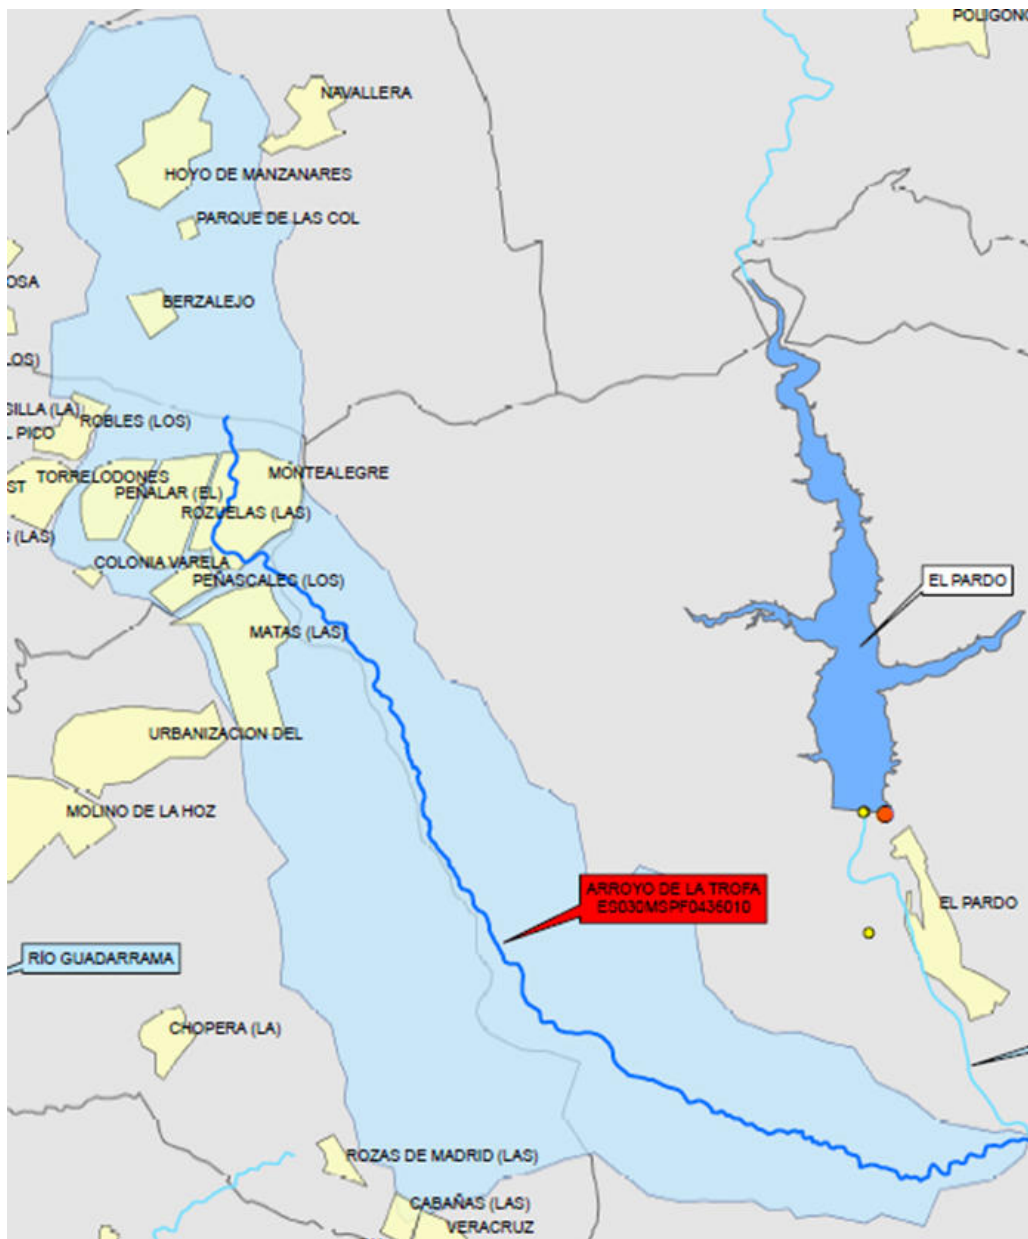 POLIGONO
NAVALLERA
HOYO DE MANZANARES
PARQUE DE LAS COL
OSA
BERZALEJO
LOS)
SILLA (LA)
ROBLES (LOS)
L PICO
MONTEALEGRE
TORRELODONES
ST
PEÑALAR (EL)
ROZUELAS (LAS)
S (LAS)
COLONIA VARELA
PEÑASCALES (LOS)
EL PARDO
MATAS (LAS)
URBANIZACION DEL
MOLINO DE LA HOZ
ARROYO DE LA TROFA
ES030MSPF0436010
EL PARDO
RÍO GUADARRAMA
CHOPERA (LA)
ROZAS DE MADRID (LAS)
CABAÑAS (LAS)
VERACRUZ